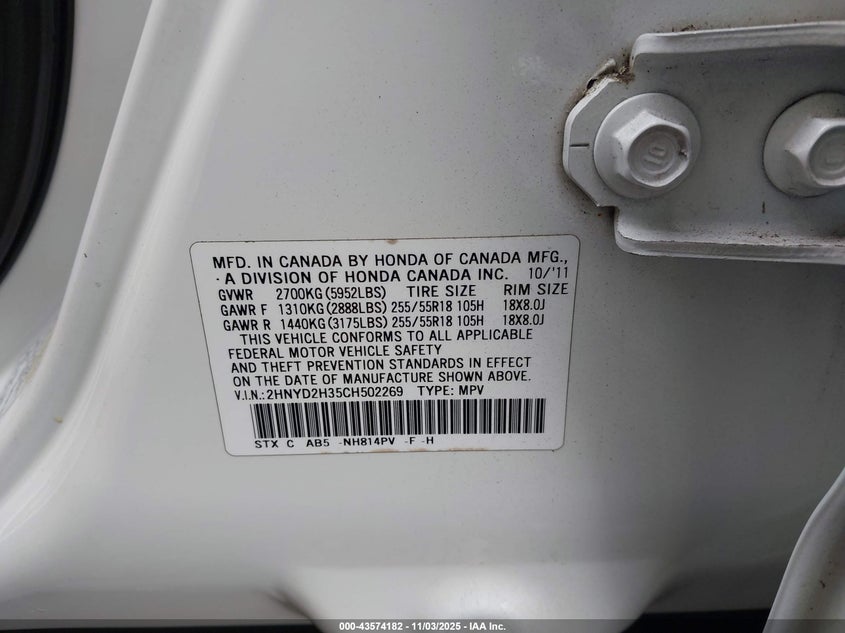 MFD. IN CANADA BY HONDA OF CANADA MFG.,
A DIVISION OF HONDA CANADA INC. 10/'11
GVWR 2700KG(5952LBS) TIRE SIZE RIM SIZE
GAWR F 1310KG(2888LBS) 255/55R18 105H 18X8.0J
GAWR R 1440KG(3175LBS) 255/55R18 105H 18X8.0J
THIS VEHICLE CONFORMS TO ALL APPLICABLE
FEDERAL MOTOR VEHICLE SAFETY
AND THEFT PREVENTION STANDARDS IN EFFECT
ON THE DATE OF MANUFACTURE SHOWN ABOVE.
V.I.N.:2HNYD2H35CH502269 TYPE: MPV
STX C AB5 -NH814PV -F -H
10
000-43574182 - 11/03/2025 - IAA Inc.